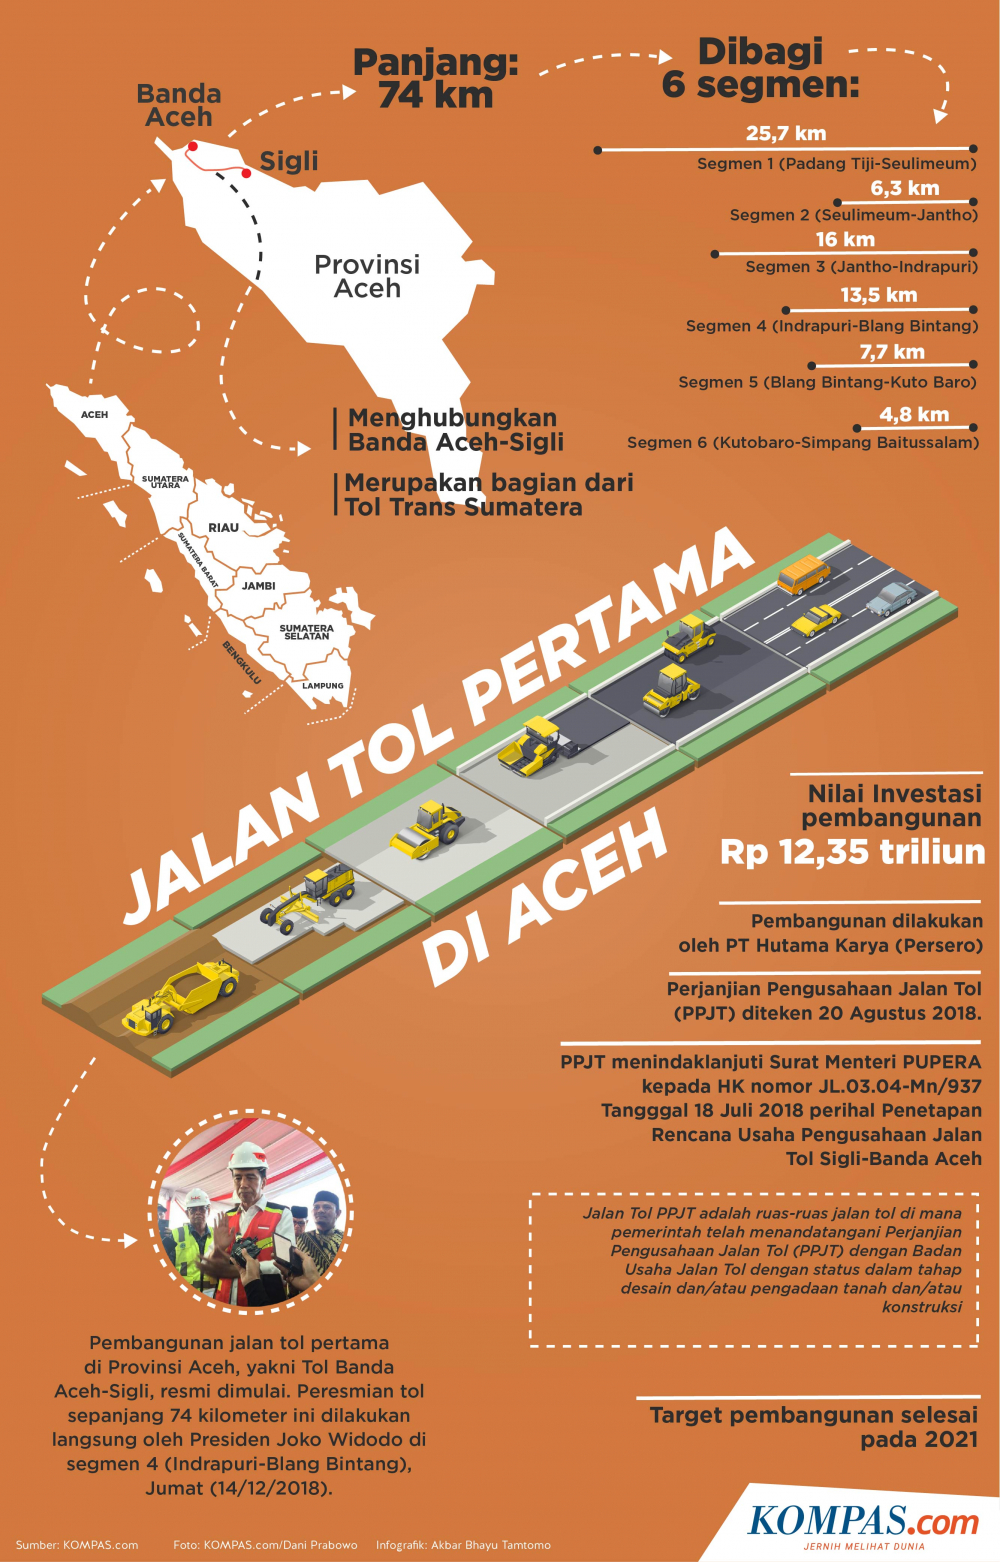 Panjang:
74 km
Dibagi
6 segmen:
Banda
Aceh
Sigli
Provinsi
Aceh
25,7 km
Segmen 1 (Padang Tiji-Seulimeum)
6,3 km
Segmen 2 (Seulimeum-Jantho)
16 km
Segmen 3 (Jantho-Indrapuri)
13,5 km
Segmen 4 (Indrapuri-Blang Bintang)
7,7 km
Segmen 5 (Blang Bintang-Kuto Baro)
4,8 km
Segmen 6 (Kutobaro-Simpang Baitussalam)
Menghubungkan
Banda Aceh-Sigli
Merupakan bagian dari
Tol Trans Sumatera
ACEH
SUMATERA
UTARA
RIAU
SUMATERA BARAT
JAMBI
SUMATERA
SELATAN
BENGKULU
LAMPUNG
JALAN TOL PERTAMA
DI ACEH
Nilai Investasi
pembangunan
Rp 12,35 triliun
Pembangunan dilakukan
oleh PT Hutama Karya (Persero)
Perjanjian Pengusahaan Jalan Tol
(PPJT) diteken 20 Agustus 2018.
PPJT menindaklanjuti Surat Menteri PUPERA
kepada HK nomor JL.03.04-Mn/937
Tangggal 18 Juli 2018 perihal Penetapan
Rencana Usaha Pengusahaan Jalan
Tol Sigli-Banda Aceh
Jalan Tol PPJT adalah ruas-ruas jalan tol di mana
pemerintah telah menandatangani Perjanjian
Pengusahaan Jalan Tol (PPJT) dengan Badan
Usaha Jalan Tol dengan status dalam tahap
desain dan/atau pengadaan tanah dan/atau
konstruksi
Pembangunan jalan tol pertama
di Provinsi Aceh, yakni Tol Banda
Aceh-Sigli, resmi dimulai. Peresmian tol
sepanjang 74 kilometer ini dilakukan
langsung oleh Presiden Joko Widodo di
segmen 4 (Indrapuri-Blang Bintang),
Jumat (14/12/2018).
Target pembangunan selesai
pada 2021
KOMPAS.com
JERNIH MELIHAT DUNIA
Sumber: KOMPAS.com Foto: KOMPAS.com/Dani Prabowo Infografik: Akbar Bhayu Tamtomo